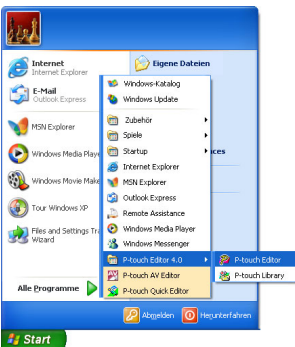 Internet
Internet Explorer
E-Mail
Outlook Express
MSN Explorer
Windows Media Playe
Windows Movie Make
Tour Windows XP
Files and Settings Tra
Wizard
Alle Programme
Eigene Dateien
Windows-Katalog
Windows Update
Zubehör
Spiele
Startup
Internet Explorer
MSN Explorer
Outlook Express
Remote Assistance
Windows Media Player
Windows Messenger
P-touch Editor 4.0
P-touch AV Editor
P-touch Quick Editor
ces
P-touch Editor
P-touch Library
Abmelden
Herunterfahren
Start